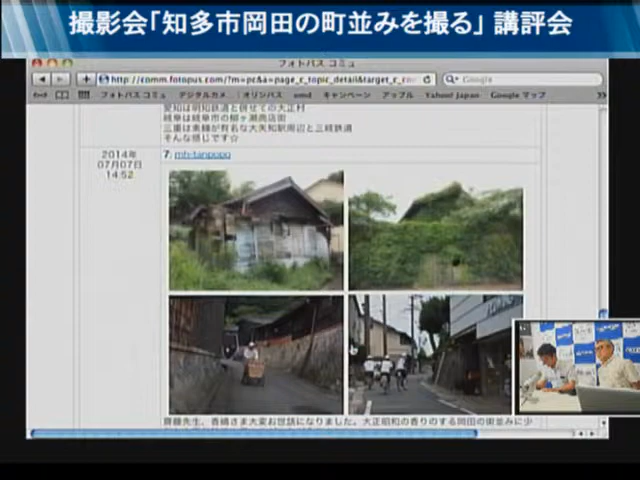 撮影会「知多市岡田の町並みを撮る」講評会
フォトパス コミュ
http://comm.fotopus.com/?m=pc&a=page_c_topic_detail&target_c_co
Google
フォトパス コミュ デジタルカメ… オリンパス omd キャンペーン アップル Yahoo! Japan Google マップ
愛知は明知鉄道と併せての大正村
岐阜は岐阜市の柳ヶ瀬商店街
三重は素麺が有名な大矢知駅周辺と三岐鉄道
そんな感じです☆
2014年
07月07日
14:52
7: mh-tanpopo
齋藤先生、香嶋さま大変お世話になりました。大正昭和の香りのする岡田の街並みに少